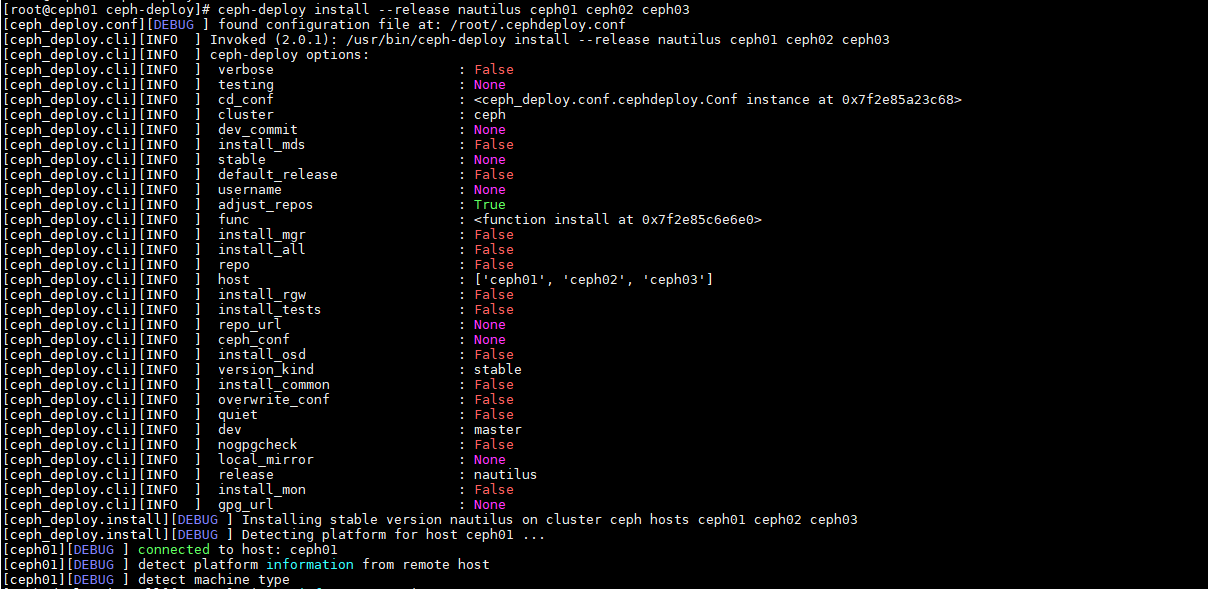 [root@ceph01 ceph-deploy]# ceph-deploy install --release nautilus ceph01 ceph02 ceph03
[ceph_deploy.conf][DEBUG ] found configuration file at: /root/.cephdeploy.conf
[ceph_deploy.cli][INFO  ] Invoked (2.0.1): /usr/bin/ceph-deploy install --release nautilus ceph01 ceph02 ceph03
[ceph_deploy.cli][INFO  ] ceph-deploy options:
[ceph_deploy.cli][INFO  ]  verbose                       : False
[ceph_deploy.cli][INFO  ]  testing                       : None
[ceph_deploy.cli][INFO  ]  cd_conf                       : <ceph_deploy.conf.cephdeploy.Conf instance at 0x7f2e85a23c68>
[ceph_deploy.cli][INFO  ]  cluster                       : ceph
[ceph_deploy.cli][INFO  ]  dev_commit                    : None
[ceph_deploy.cli][INFO  ]  install_mds                   : False
[ceph_deploy.cli][INFO  ]  stable                        : None
[ceph_deploy.cli][INFO  ]  default_release               : False
[ceph_deploy.cli][INFO  ]  username                      : None
[ceph_deploy.cli][INFO  ]  adjust_repos                  : True
[ceph_deploy.cli][INFO  ]  func                          : <function install at 0x7f2e85c6e6e0>
[ceph_deploy.cli][INFO  ]  install_mgr                   : False
[ceph_deploy.cli][INFO  ]  install_all                   : False
[ceph_deploy.cli][INFO  ]  repo                          : False
[ceph_deploy.cli][INFO  ]  host                          : ['ceph01', 'ceph02', 'ceph03']
[ceph_deploy.cli][INFO  ]  install_rgw                   : False
[ceph_deploy.cli][INFO  ]  install_tests                 : False
[ceph_deploy.cli][INFO  ]  repo_url                      : None
[ceph_deploy.cli][INFO  ]  ceph_conf                     : None
[ceph_deploy.cli][INFO  ]  install_osd                   : False
[ceph_deploy.cli][INFO  ]  version_kind                  : stable
[ceph_deploy.cli][INFO  ]  install_common                : False
[ceph_deploy.cli][INFO  ]  overwrite_conf                : False
[ceph_deploy.cli][INFO  ]  quiet                         : False
[ceph_deploy.cli][INFO  ]  dev                           : master
[ceph_deploy.cli][INFO  ]  nogpgcheck                    : False
[ceph_deploy.cli][INFO  ]  local_mirror                  : None
[ceph_deploy.cli][INFO  ]  release                       : nautilus
[ceph_deploy.cli][INFO  ]  install_mon                   : False
[ceph_deploy.cli][INFO  ]  gpg_url                       : None
[ceph_deploy.install][DEBUG ] Installing stable version nautilus on cluster ceph hosts ceph01 ceph02 ceph03
[ceph_deploy.install][DEBUG ] Detecting platform for host ceph01 ...
[ceph01][DEBUG ] connected to host: ceph01
[ceph01][DEBUG ] detect platform information from remote host
[ceph01][DEBUG ] detect machine type